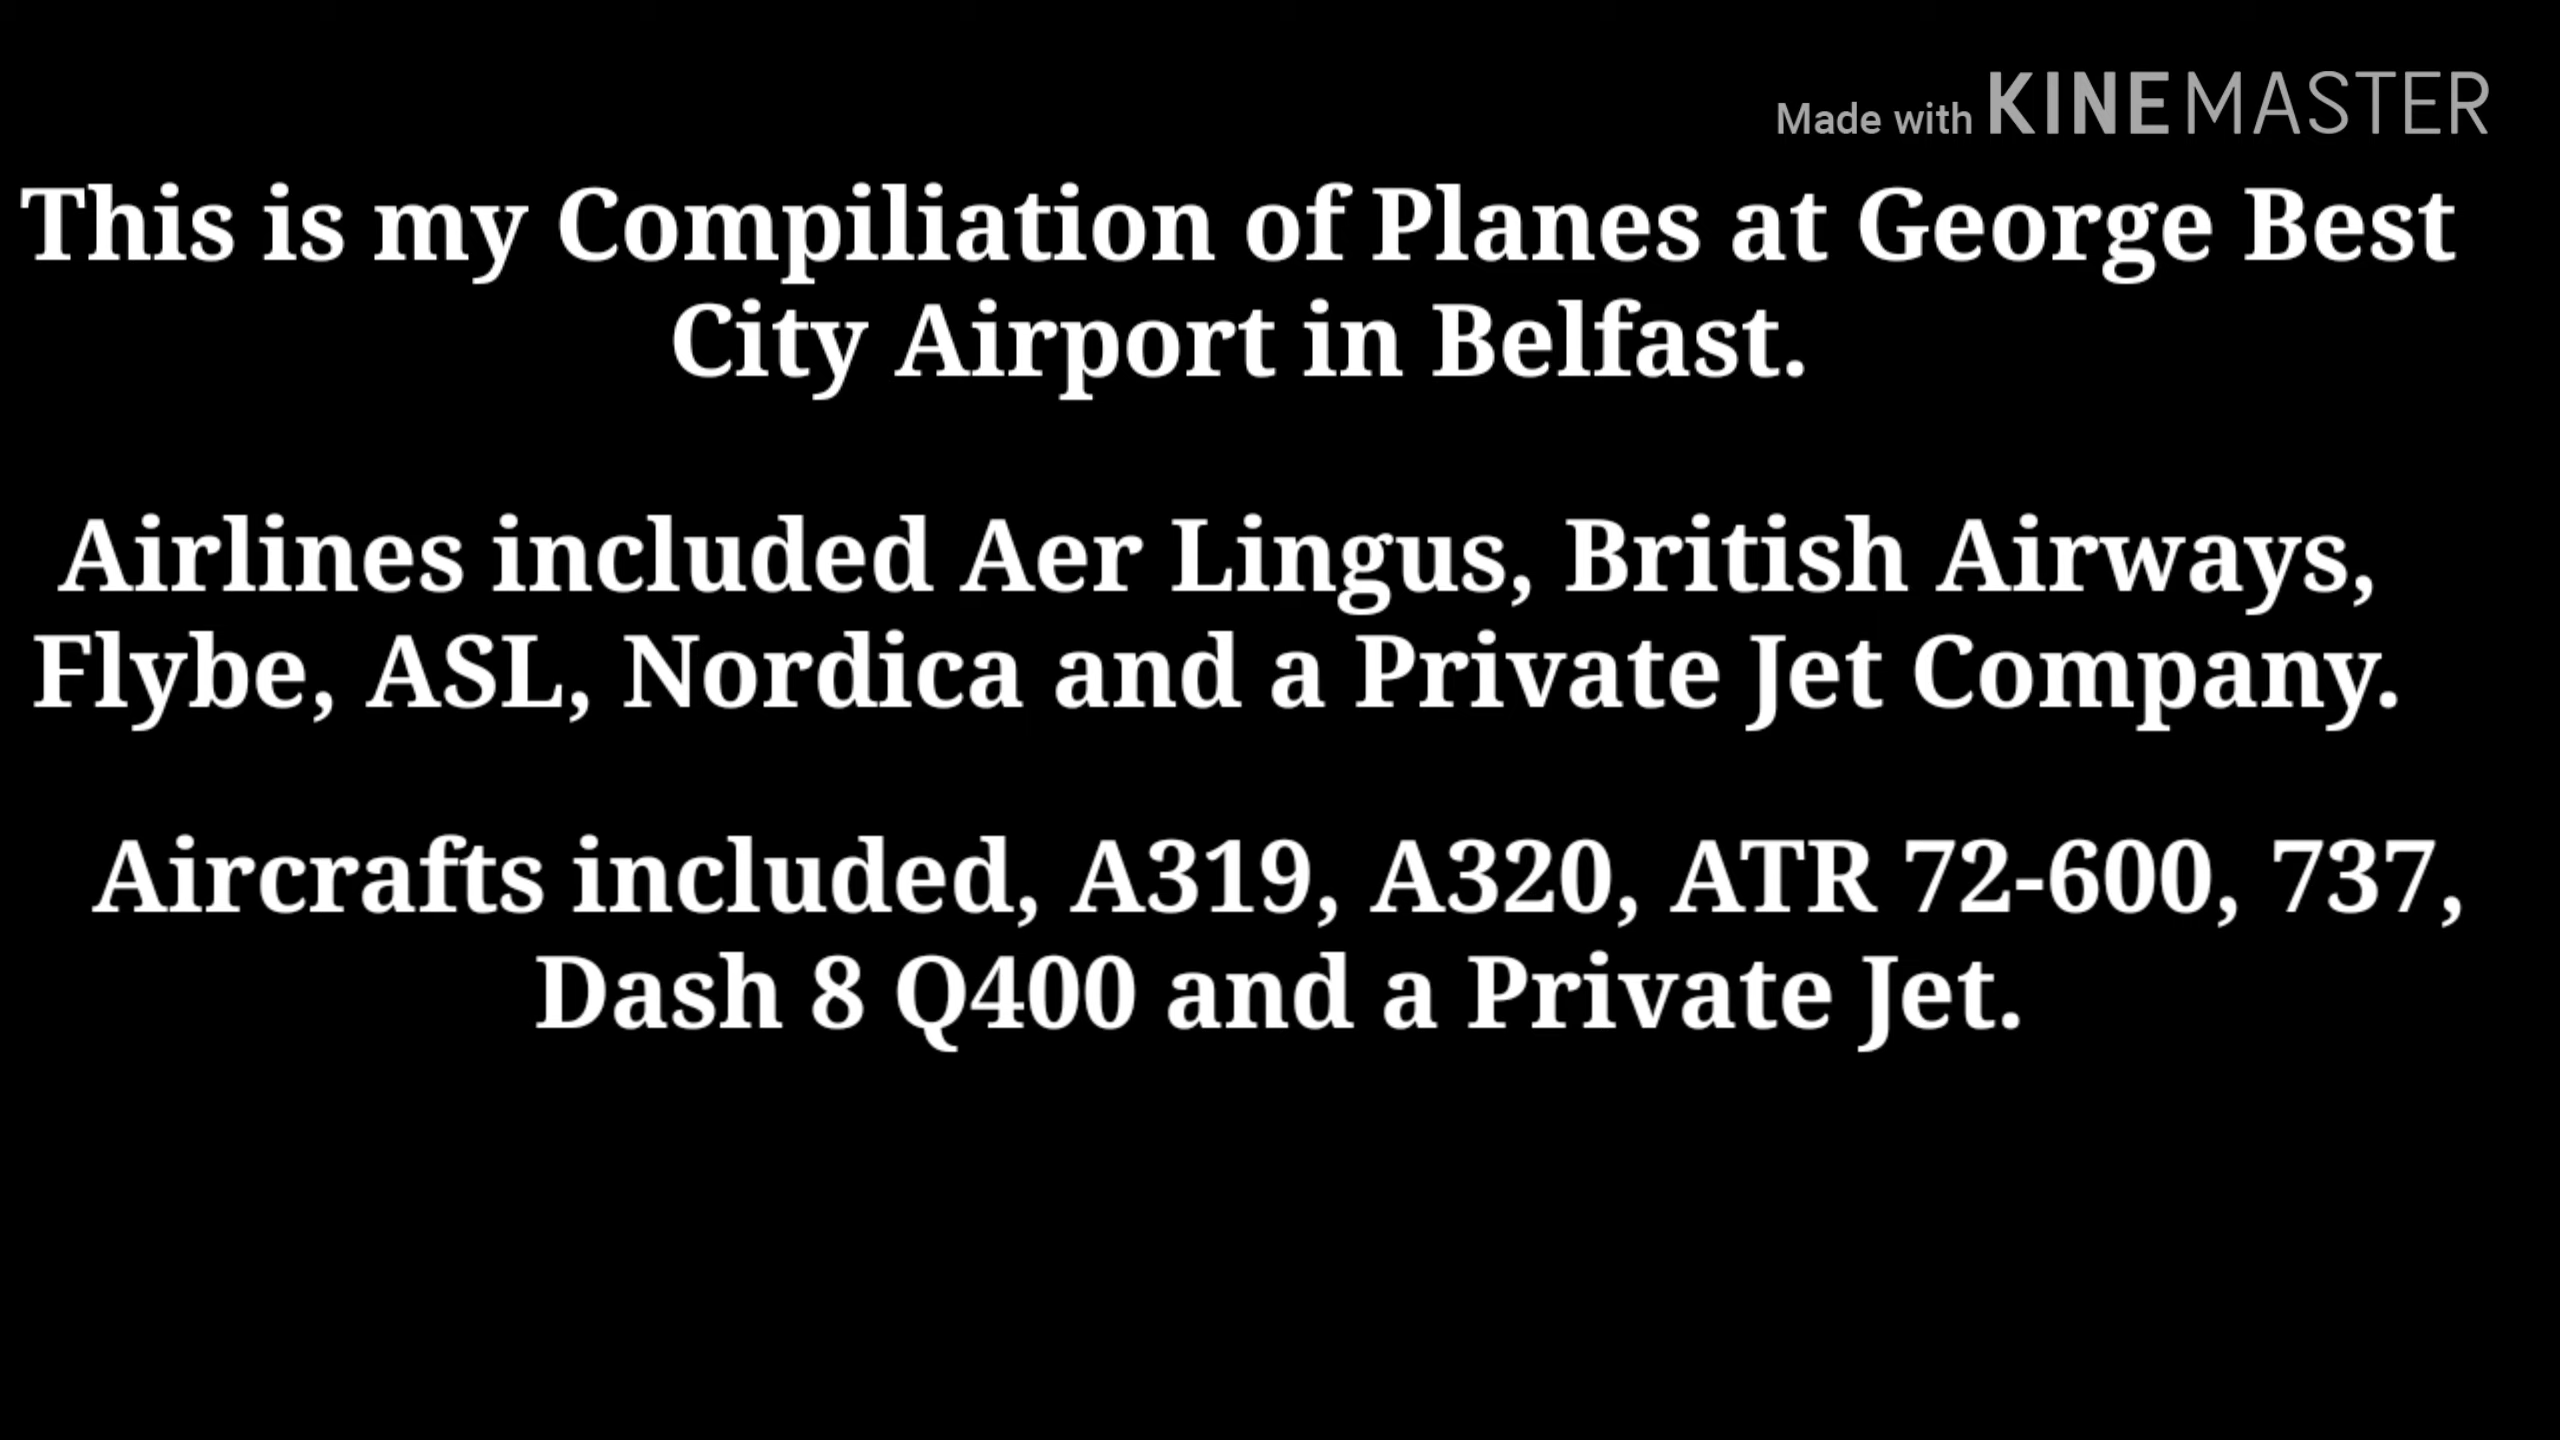 Made with KINEMASTER
This is my Compiliation of Planes at George Best
City Airport in Belfast.
Airlines included Aer Lingus, British Airways,
Flybe, ASL, Nordica and a Private Jet Company.
Aircrafts included, A319, A320, ATR 72-600, 737,
Dash 8 Q400 and a Private Jet.